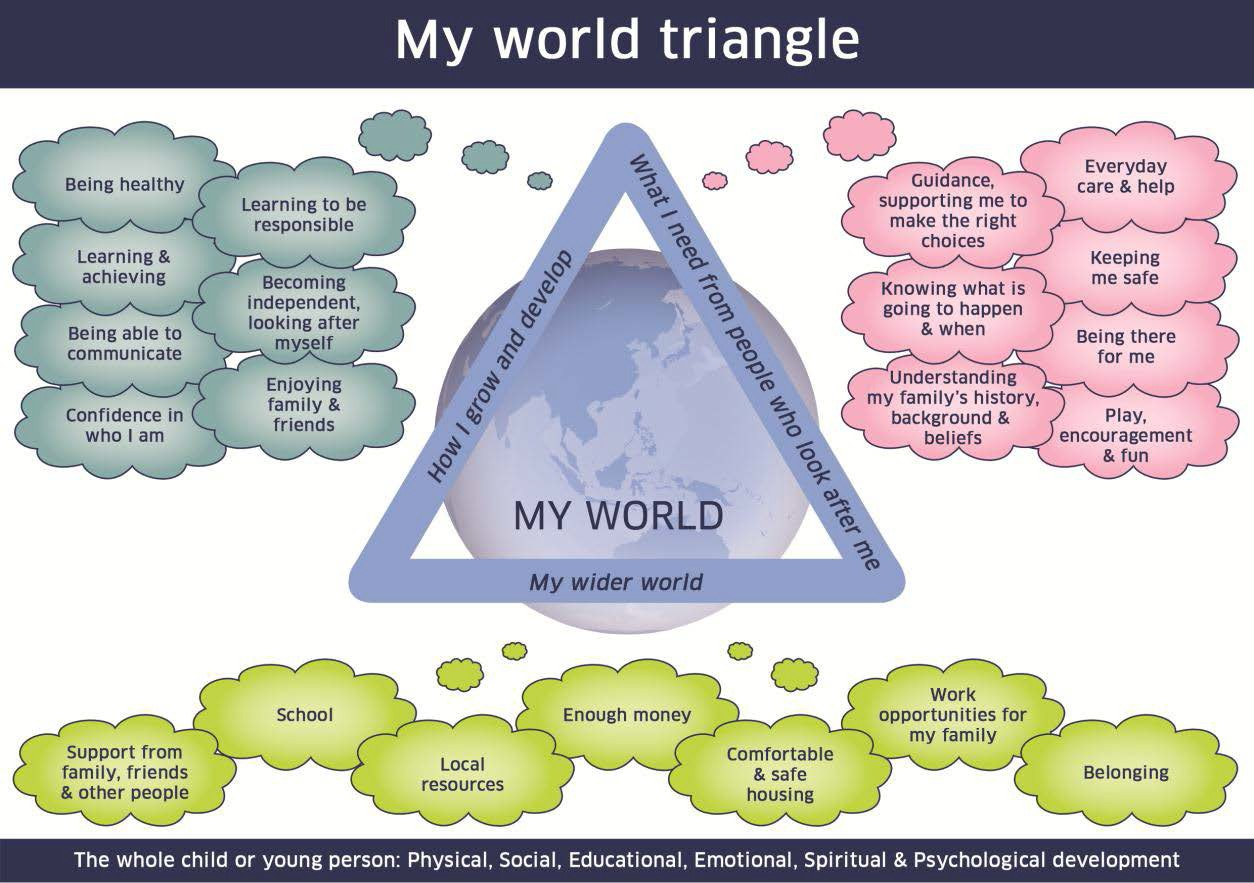 My world triangle
Being healthy
Learning to be
responsible
Learning &
achieving
Becoming
independent,
looking after
myself
Being able to
communicate
Enjoying
family &
friends
Confidence in
who I am
How I grow and develop
What I need from people who look after me
MY WORLD
My wider world
Guidance,
supporting me to
make the right
choices
Everyday
care & help
Keeping
me safe
Knowing what is
going to happen
& when
Being there
for me
Understanding
my family's history,
background &
beliefs
Play,
encouragement
& fun
Support from
family, friends
& other people
School
Local
resources
Enough money
Comfortable
& safe
housing
Work
opportunities for
my family
Belonging
The whole child or young person: Physical, Social, Educational, Emotional, Spiritual & Psychological development